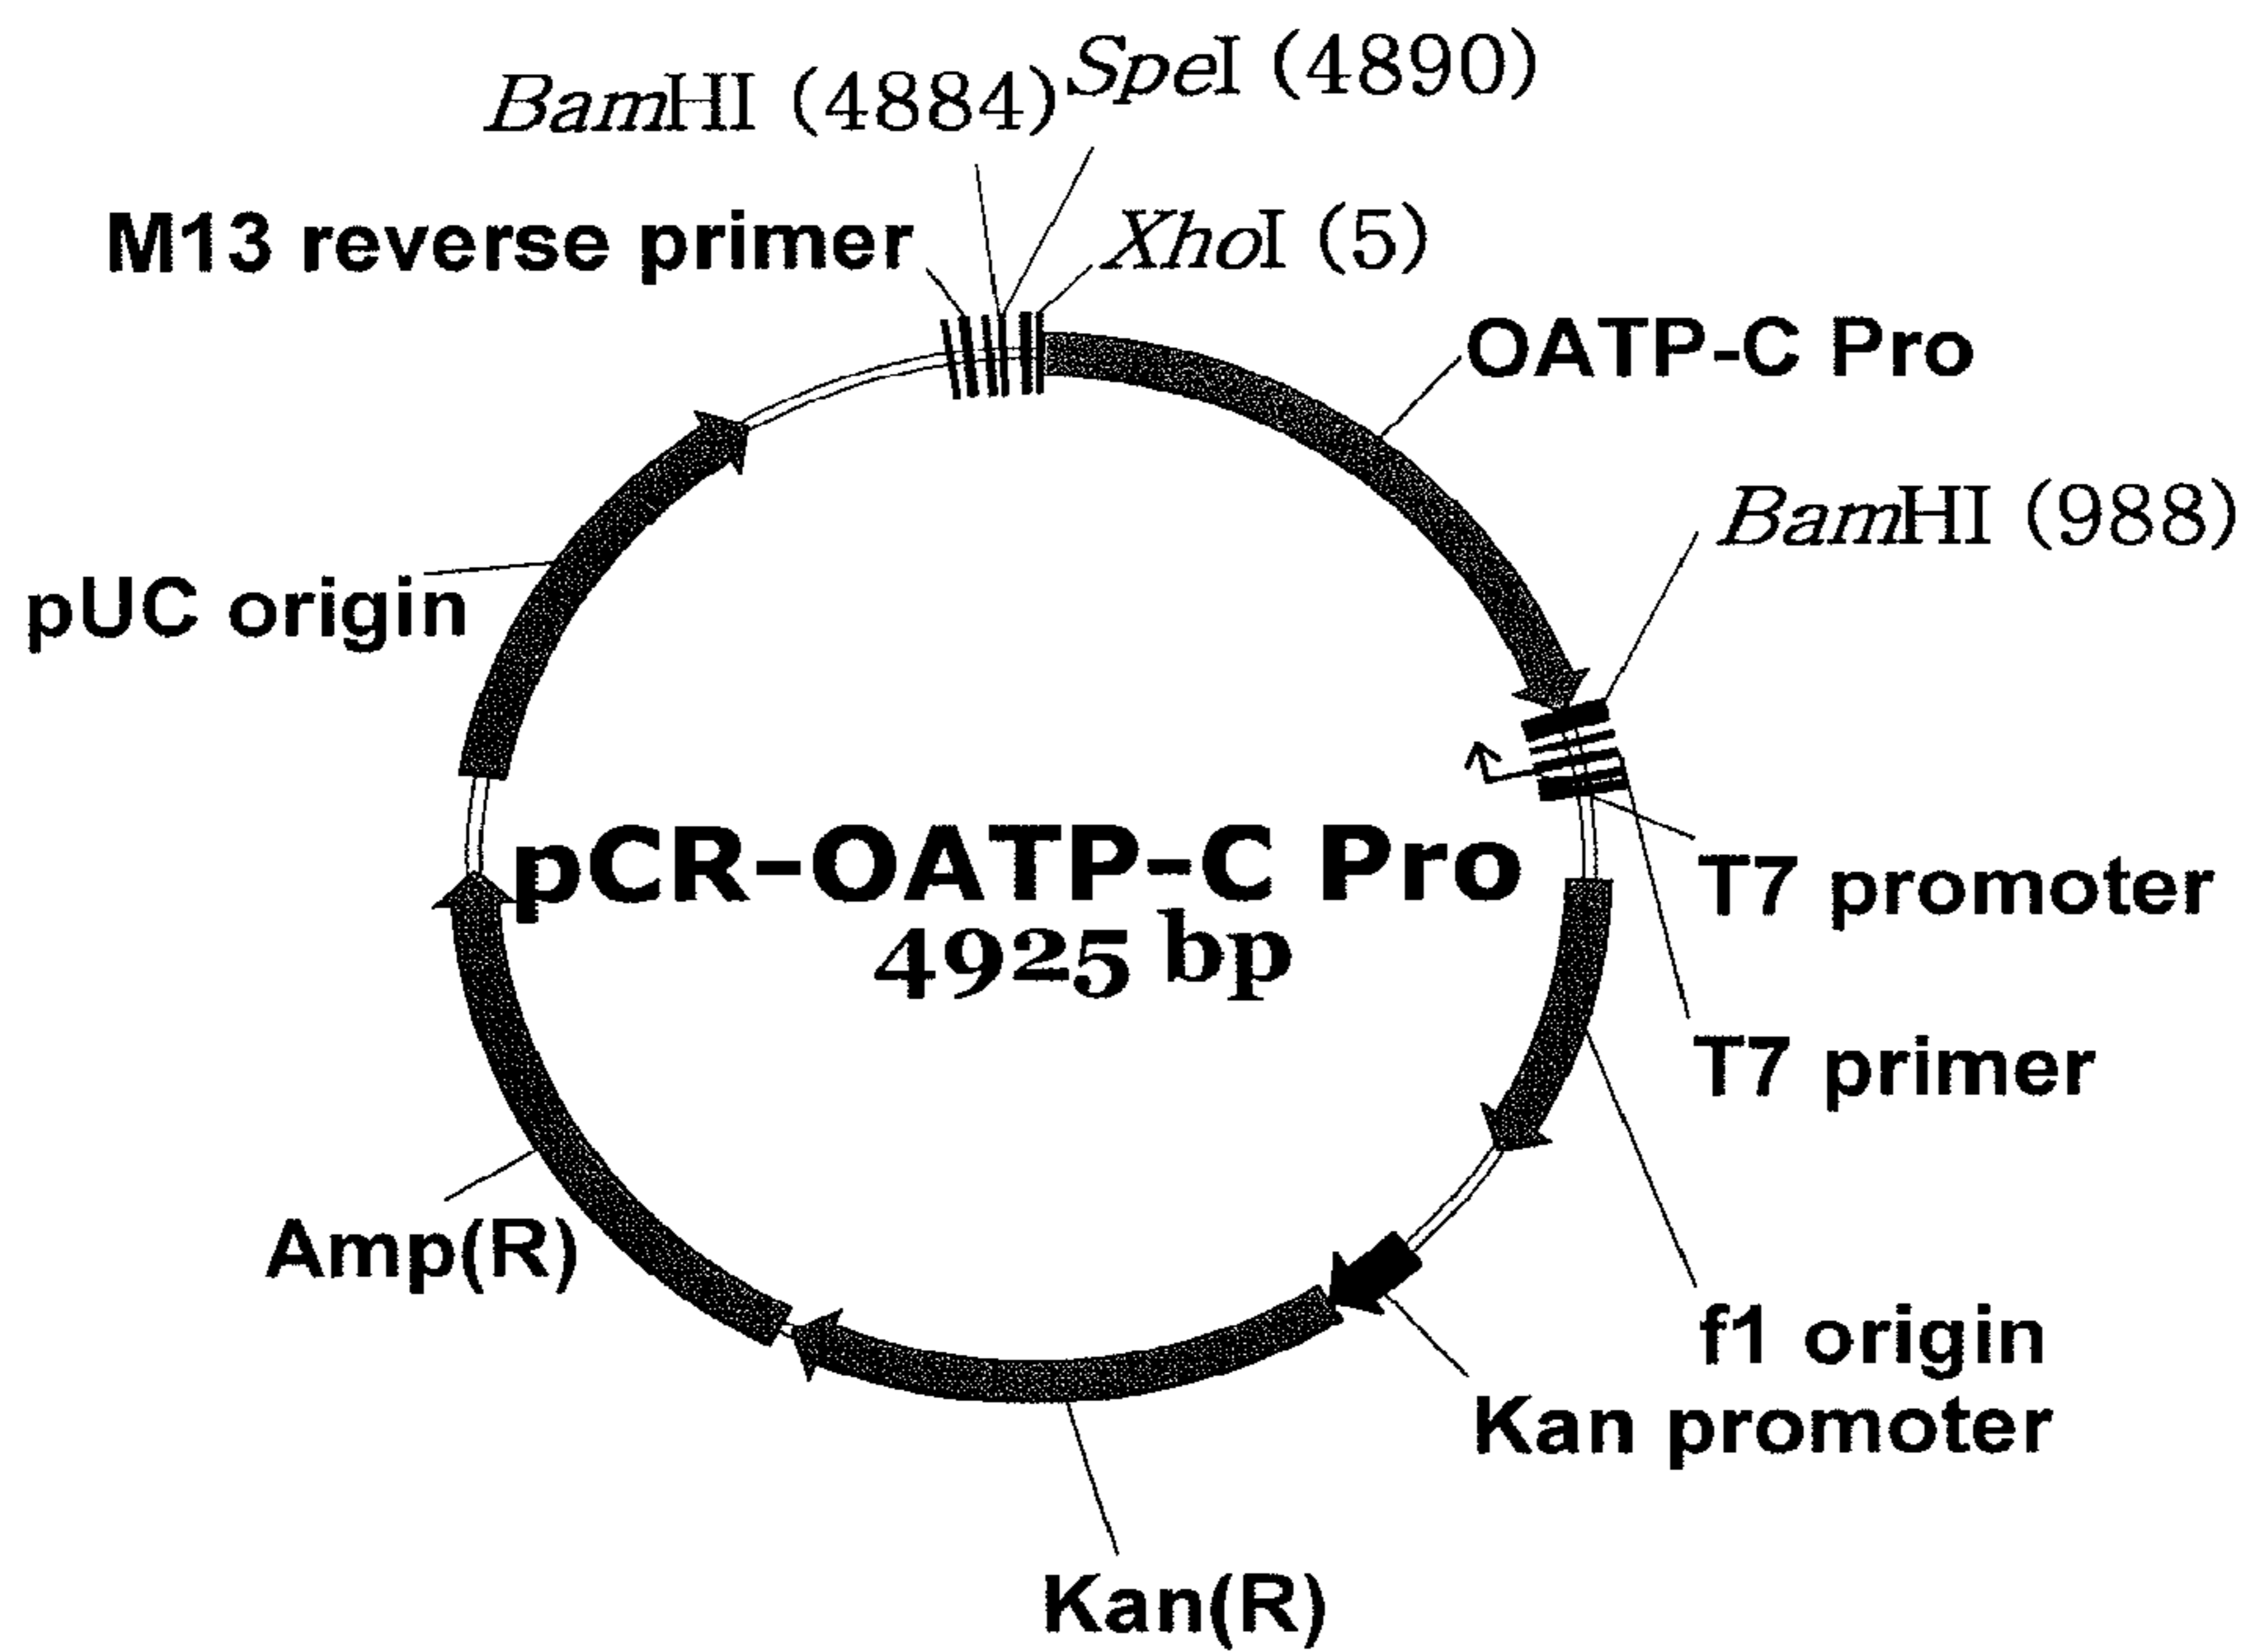 BamHI (4884)
SpeI (4890)
M13 reverse primer
XhoI (5)
OATP-C Pro
BamHI (988)
pUC origin
pCR-OATP-C Pro
4925 bp
T7 promoter
T7 primer
Amp(R)
f1 origin
Kan promoter
Kan(R)